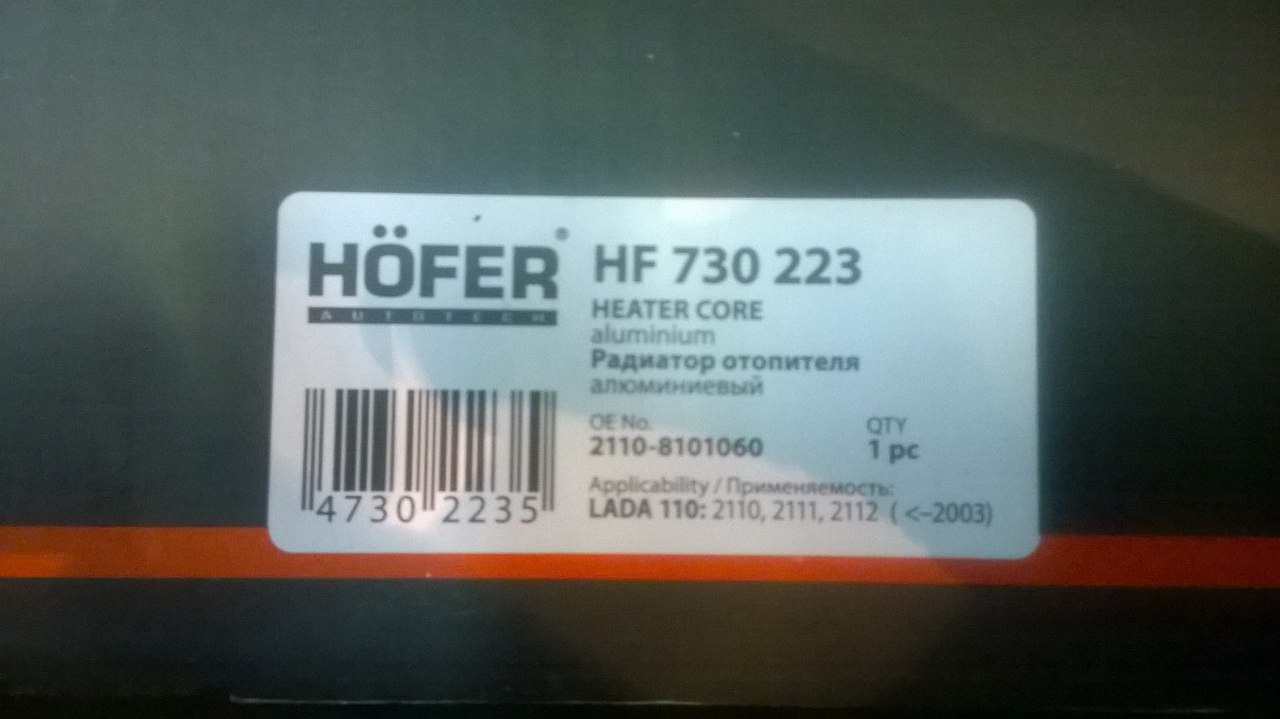 HÖFER®
AUTOTECH
HF 730 223
HEATER CORE
aluminium
Радиатор отопителя
алюминиевый
OE No.
2110-8101060
QTY
1 pc
Applicability / Применяемость:
LADA 110: 2110, 2111, 2112 ( <–2003)
4730 2235